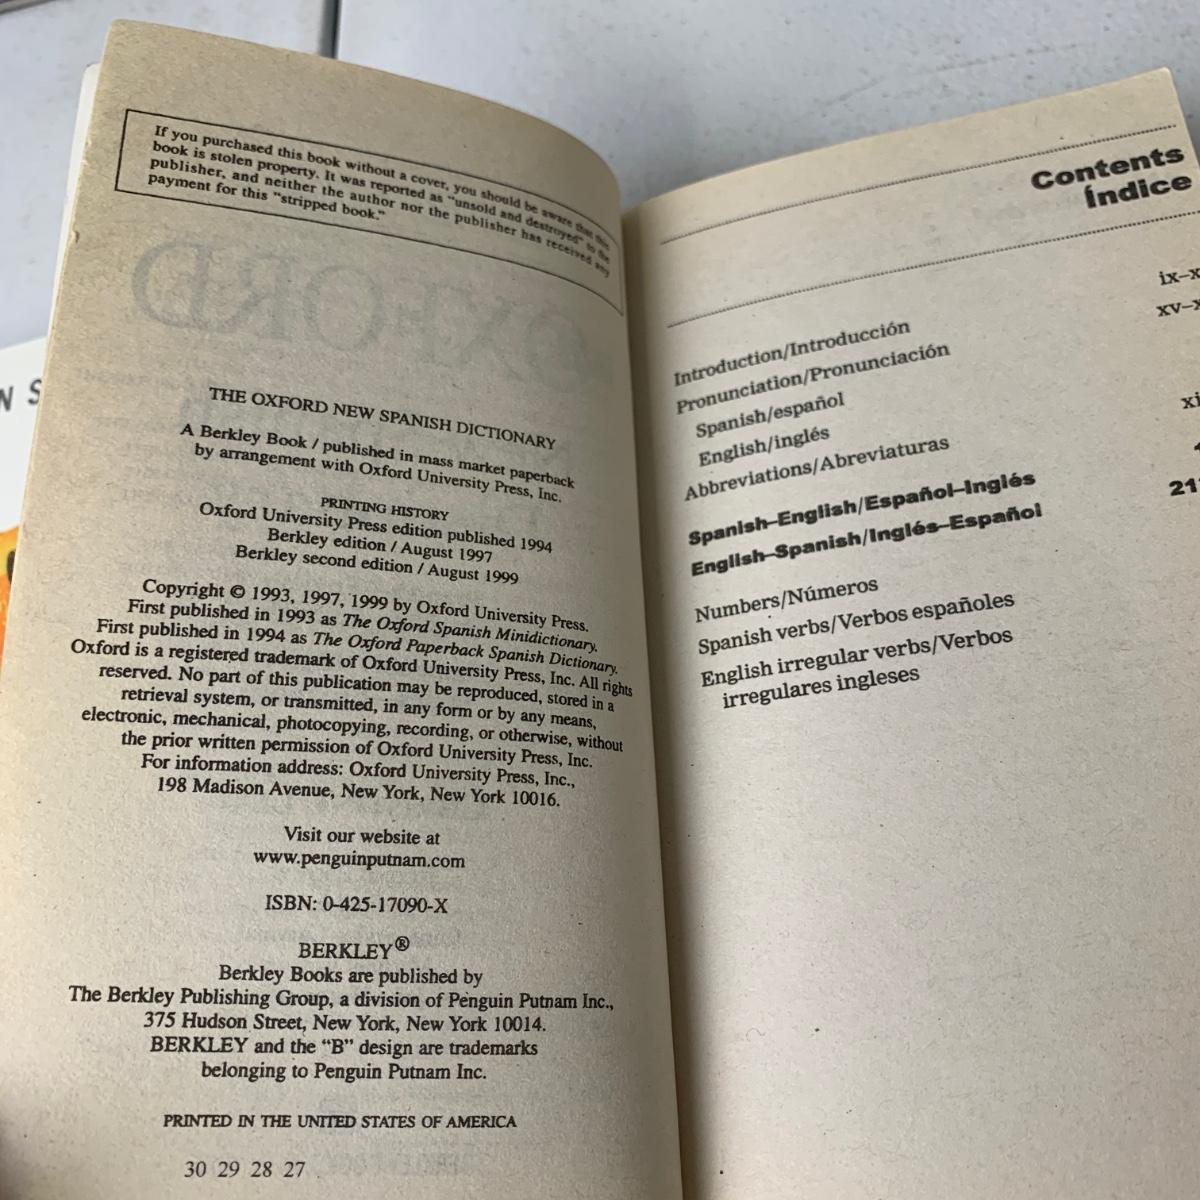 If you purchased this book without a cover, you should be aware that this
book is stolen property. It was reported as "unsold and destroyed" to the
publisher, and neither the author nor the publisher has received any
payment for this "stripped book."
THE OXFORD NEW SPANISH DICTIONARY
A Berkley Book / published in mass market paperback
by arrangement with Oxford University Press, Inc.
PRINTING HISTORY
Oxford University Press edition published 1994
Berkley edition / August 1997
Berkley second edition / August 1999
Copyright © 1993, 1997, 1999 by Oxford University Press.
First published in 1993 as The Oxford Spanish Minidictionary.
First published in 1994 as The Oxford Paperback Spanish Dictionary.
Oxford is a registered trademark of Oxford University Press, Inc. All rights
reserved. No part of this publication may be reproduced, stored in a
retrieval system, or transmitted, in any form or by any means,
electronic, mechanical, photocopying, recording, or otherwise, without
the prior written permission of Oxford University Press, Inc.
For information address: Oxford University Press, Inc.,
198 Madison Avenue, New York, New York 10016.
Visit our website at
www.penguinputnam.com
ISBN: 0-425-17090-X
BERKLEY®
Berkley Books are published by
The Berkley Publishing Group, a division of Penguin Putnam Inc.,
375 Hudson Street, New York, New York 10014.
BERKLEY and the "B" design are trademarks
belonging to Penguin Putnam Inc.
PRINTED IN THE UNITED STATES OF AMERICA
30 29 28 27
Contents
Índice
Introduction/Introducción
Pronunciation/Pronunciación
Spanish/español
English/inglés
Abbreviations/Abreviaturas
Spanish–English/Español–Inglés
English–Spanish/Inglés–Español
Numbers/Números
Spanish verbs/Verbos españoles
English irregular verbs/Verbos
irregulares ingleses